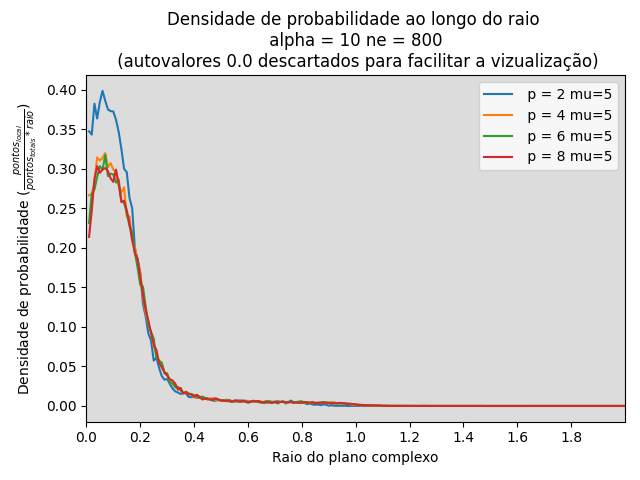 Densidade de probabilidade ao longo do raio
alpha = 10 ne = 800
(autovalores 0.0 descartados para facilitar a vizualização)
Densidade de probabilidade (pontos_local / pontos_totais * raio)
0.40
0.35
0.30
0.25
0.20
0.15
0.10
0.05
0.00
p = 2 mu=5
p = 4 mu=5
p = 6 mu=5
p = 8 mu=5
0.0 0.2 0.4 0.6 0.8 1.0 1.2 1.4 1.6 1.8
Raio do plano complexo